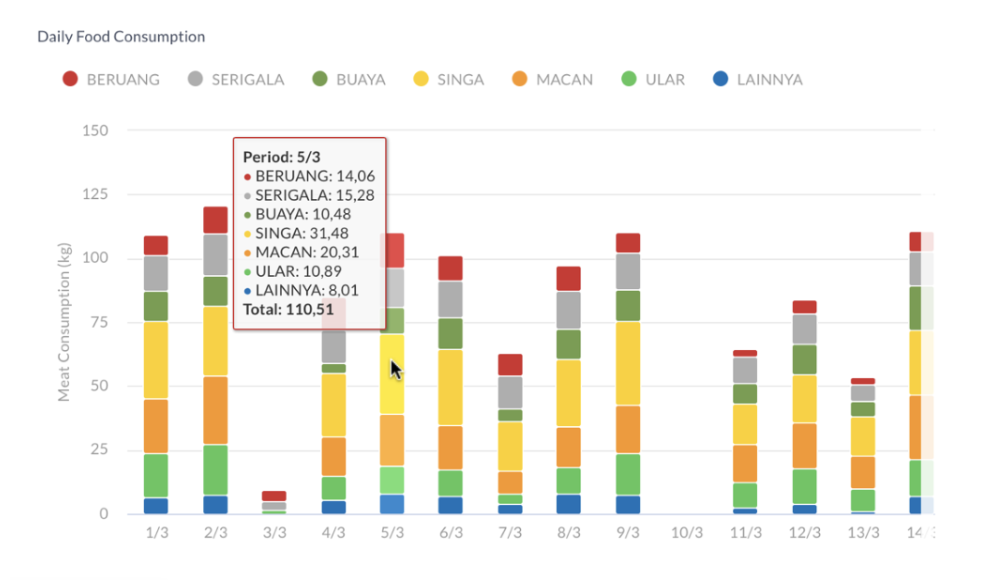 Daily Food Consumption
BERUANG SERIGALA BUAYA SINGA MACAN ULAR LAINNYA
Meat Consumption (kg)
150
125
100
75
50
25
0
Period: 5/3
BERUANG: 14,06
SERIGALA: 15,28
BUAYA: 10,48
SINGA: 31,48
MACAN: 20,31
ULAR: 10,89
LAINNYA: 8,01
Total: 110,51
1/3 2/3 3/3 4/3 5/3 6/3 7/3 8/3 9/3 10/3 11/3 12/3 13/3 14/3